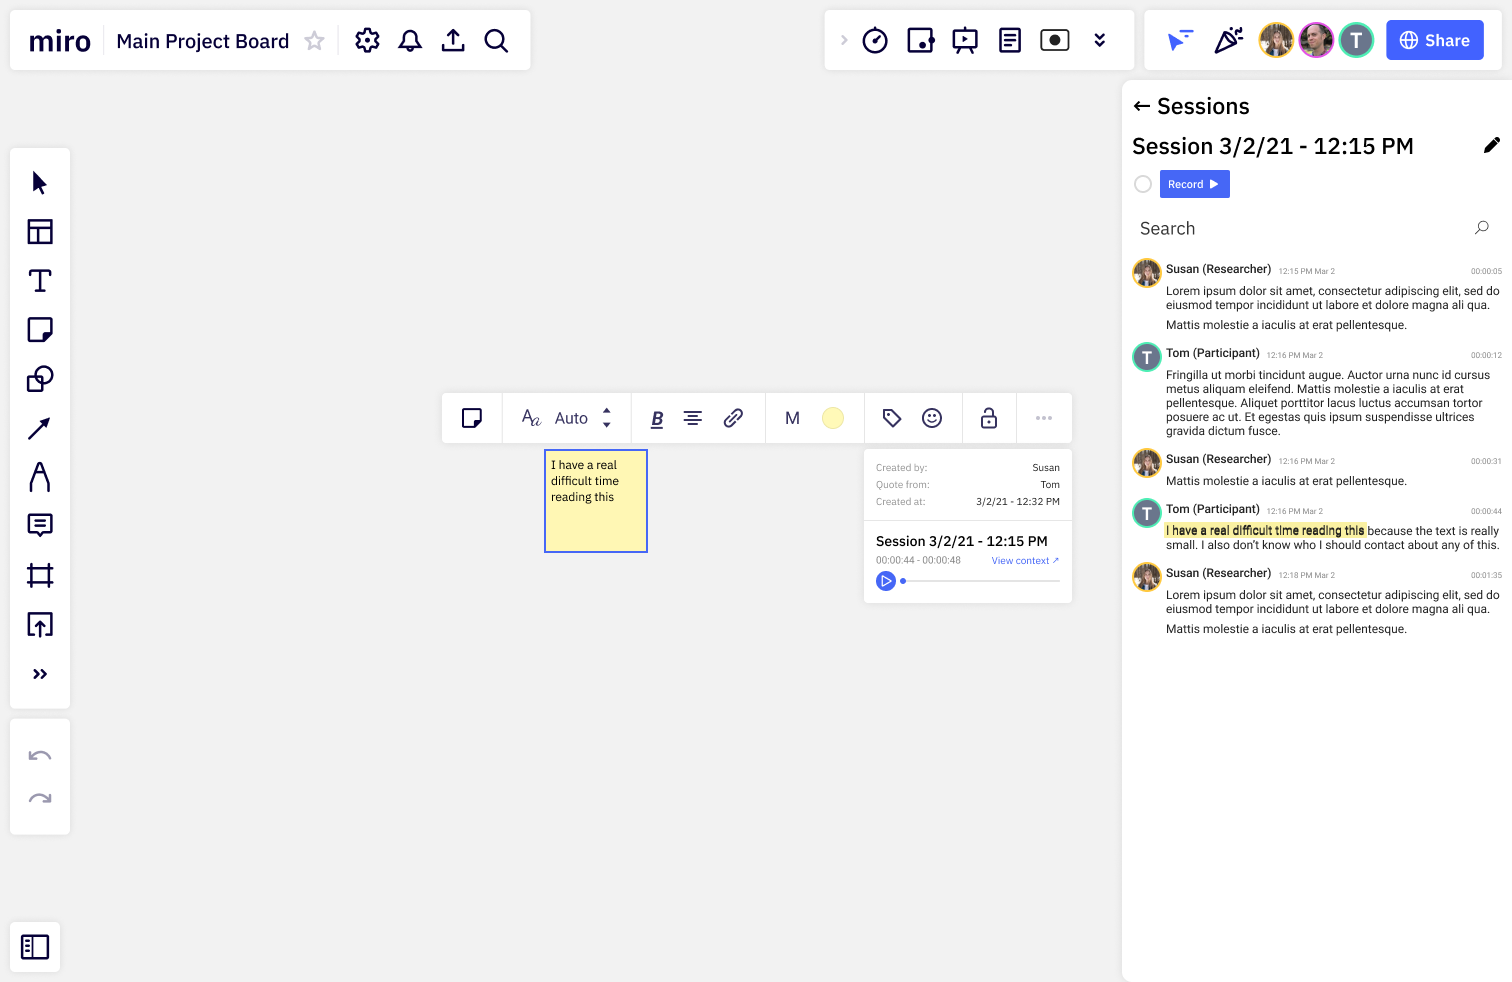 miro
Main Project Board
T
Share
Sessions
Session 3/2/21 - 12:15 PM
Record
Search
Susan (Researcher) 12:15 PM Mar 2 00:00:05
Lorem ipsum dolor sit amet, consectetur adipiscing elit, sed do
eiusmod tempor incididunt ut labore et dolore magna ali qua.
Mattis molestie a iaculis at erat pellentesque.
T
Tom (Participant) 12:16 PM Mar 2 00:00:12
Fringilla ut morbi tincidunt augue. Auctor urna nunc id cursus
metus aliquam eleifend. Mattis molestie a iaculis at erat
pellentesque. Aliquet porttitor lacus luctus accumsan tortor
posuere ac ut. Et egestas quis ipsum suspendisse ultrices
gravida dictum fusce.
Susan (Researcher) 12:16 PM Mar 2 00:00:31
Mattis molestie a iaculis at erat pellentesque.
T
Tom (Participant) 12:16 PM Mar 2 00:00:44
I have a real difficult time reading this because the text is really
small. I also don't know who I should contact about any of this.
Susan (Researcher) 12:18 PM Mar 2 00:01:35
Lorem ipsum dolor sit amet, consectetur adipiscing elit, sed do
eiusmod tempor incididunt ut labore et dolore magna ali qua.
Mattis molestie a iaculis at erat pellentesque.
Aa Auto B M
I have a real
difficult time
reading this
Created by: Susan
Quote from: Tom
Created at: 3/2/21 - 12:32 PM
Session 3/2/21 - 12:15 PM
00:00:44 - 00:00:48 View context ↗